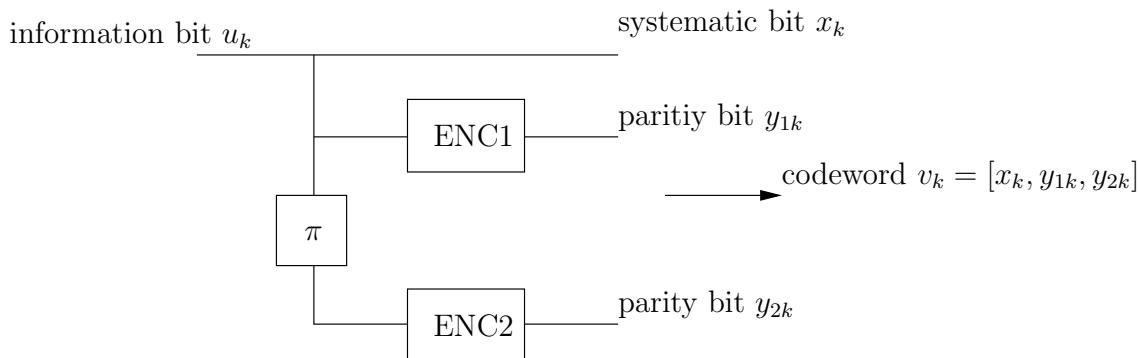 information bit u_k
systematic bit x_k
paritiy bit y_{1k}
ENC1
codeword v_k = [x_k, y_{1k}, y_{2k}]
π
parity bit y_{2k}
ENC2